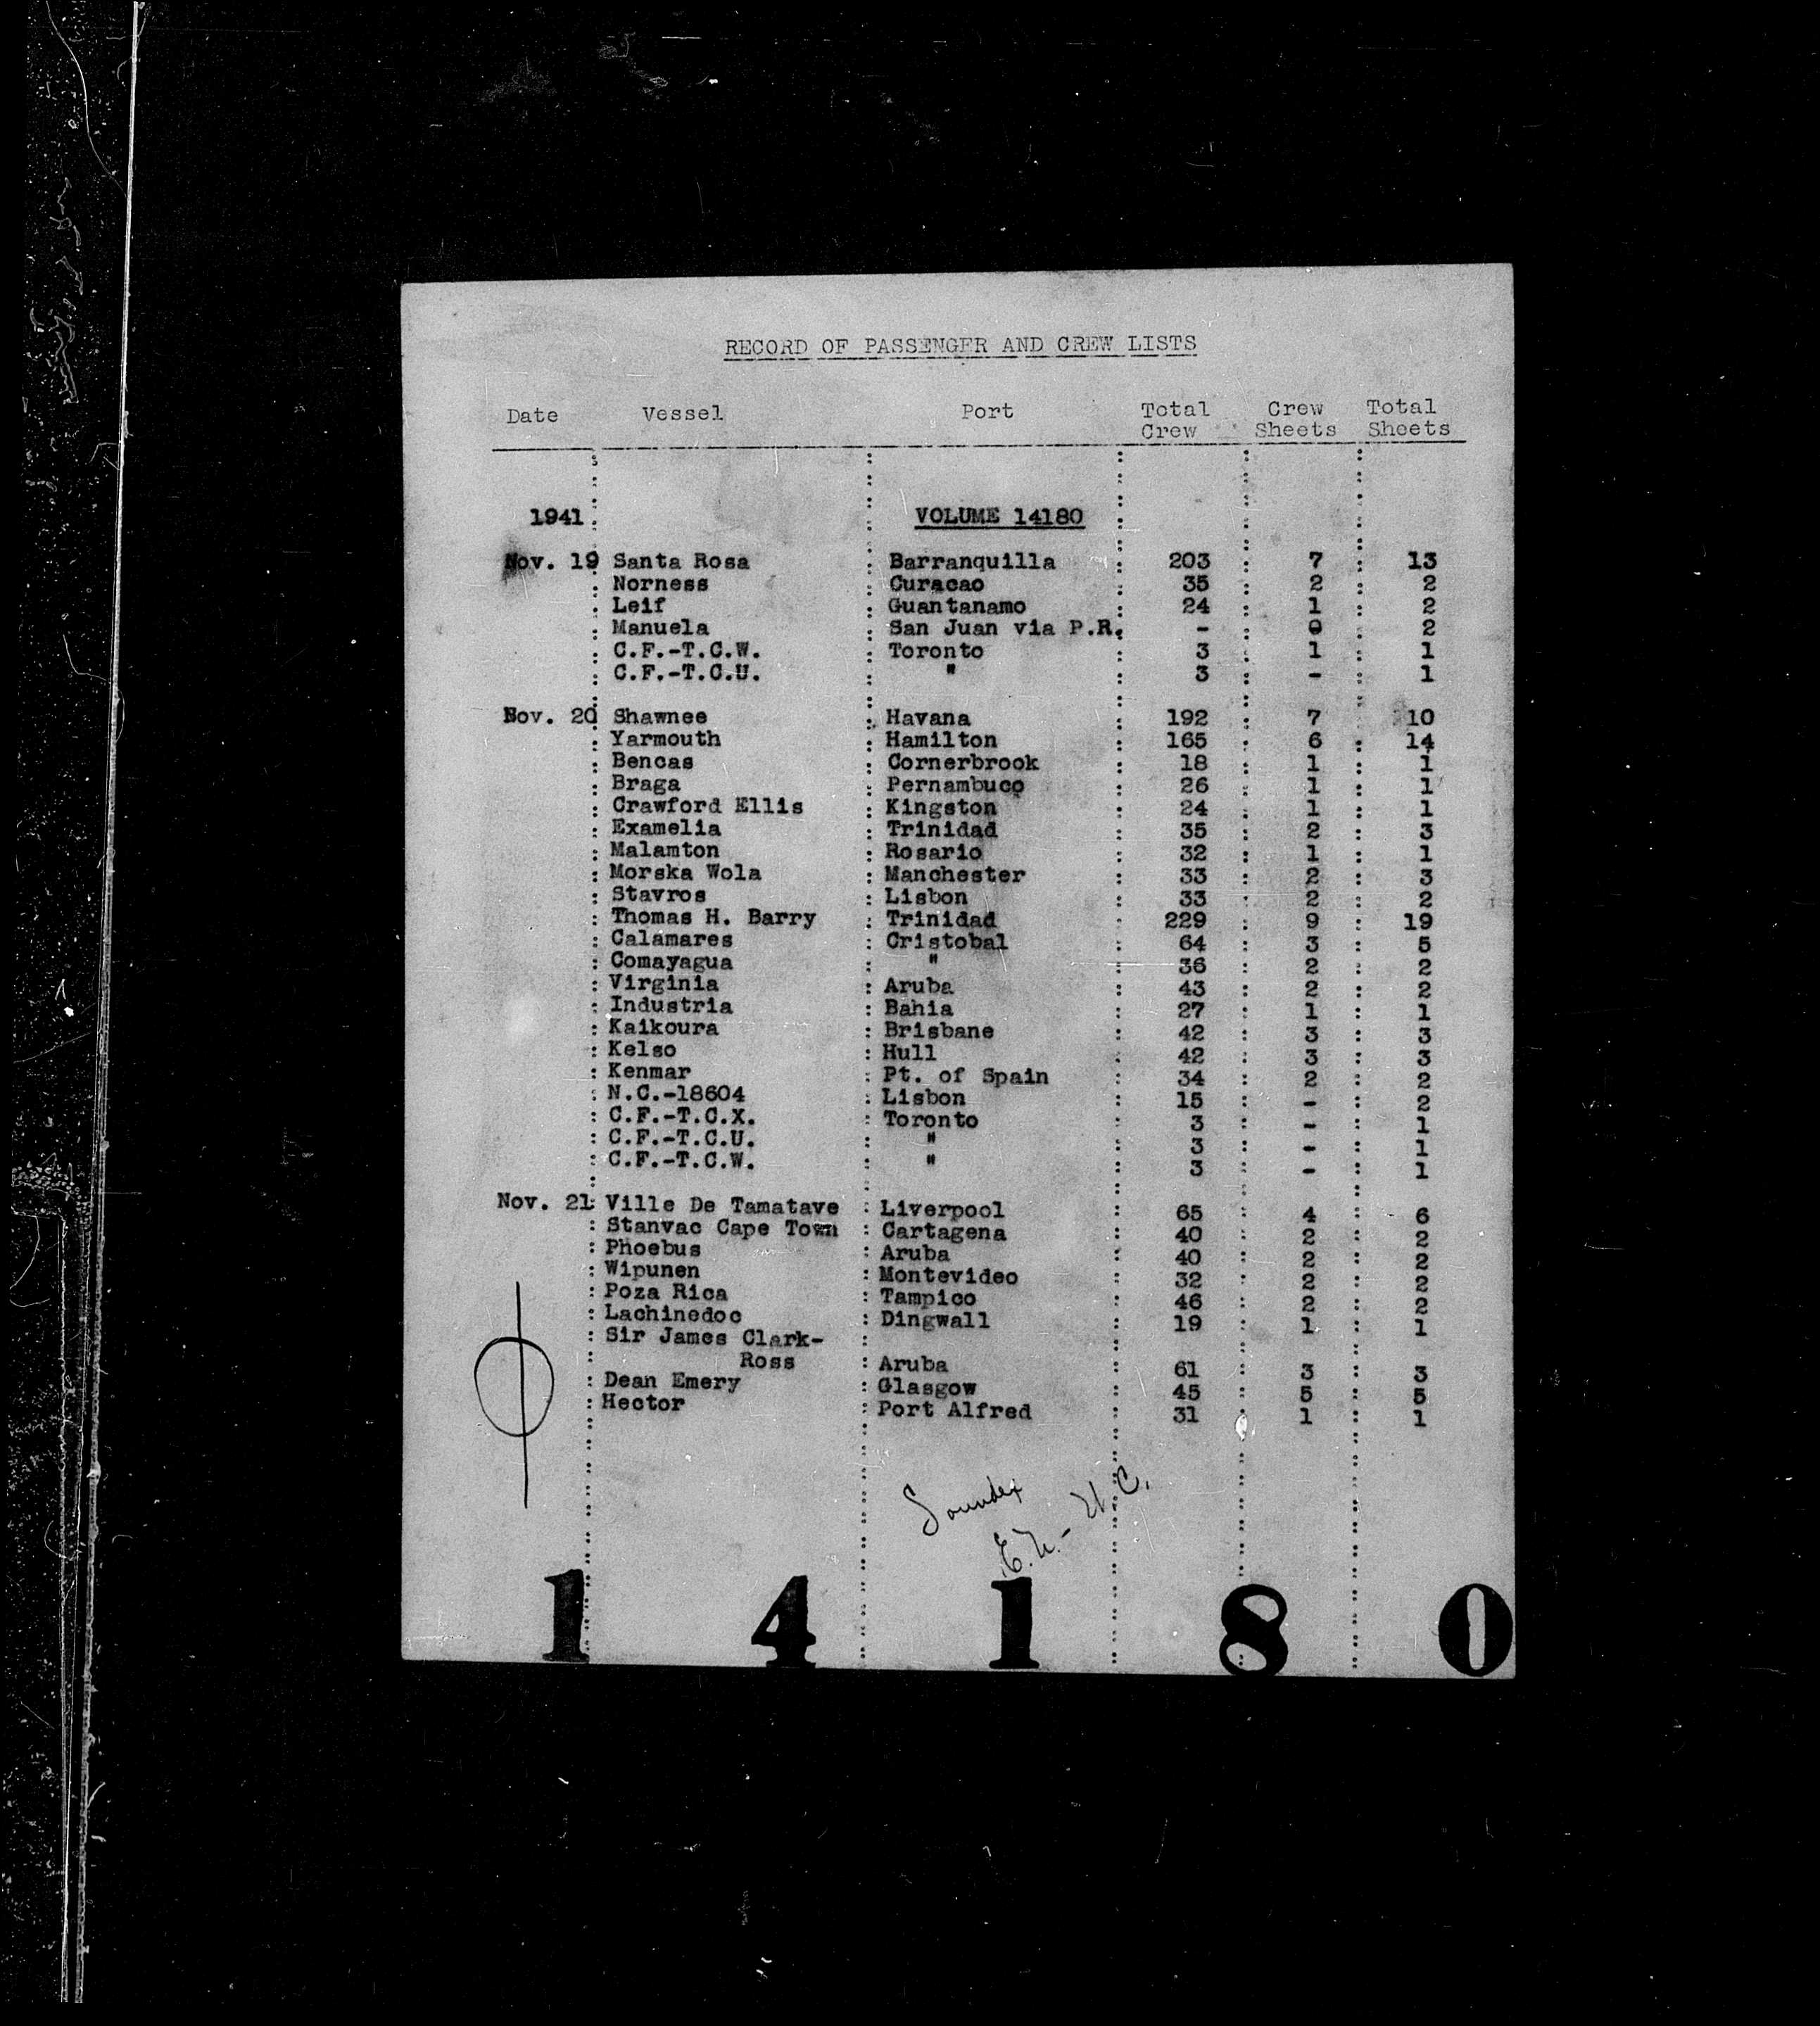 RECORD OF PASSENGER AND CREW LISTS
Date Vessel Port Total Crew Crew Sheets Total Sheets
1941 VOLUME 14180
Nov. 19 Santa Rosa Barranquilla 203 7 13
Norness Curacao 35 2 2
Leif Guantanamo 24 1 2
Manuela San Juan via P.R. - 0 2
C.F.-T.C.W. Toronto 3 1 1
C.F.-T.C.U. " 3 - 1
Nov. 20 Shawnee Havana 192 7 10
Yarmouth Hamilton 165 6 14
Bencas Cornerbrook 18 1 1
Braga Pernambuco 26 1 1
Crawford Ellis Kingston 24 1 1
Examelia Trinidad 35 2 3
Malamton Rosario 32 1 1
Morska Wola Manchester 33 2 3
Stavros Lisbon 33 2 2
Thomas H. Barry Trinidad 229 9 19
Calamares Cristobal 64 3 5
Comayagua " 36 2 2
Virginia Aruba 43 2 2
Industria Bahia 27 1 1
Kaikoura Brisbane 42 3 3
Kelso Hull 42 3 3
Kenmar Pt. of Spain 34 2 2
N.C.-18604 Lisbon 15 - 2
C.F.-T.C.X. Toronto 3 - 1
C.F.-T.C.U. " 3 - 1
C.F.-T.C.W. " 3 - 1
Nov. 21 Ville De Tamatave Liverpool 65 4 6
Stanvac Cape Town Cartagena 40 2 2
Phoebus Aruba 40 2 2
Wipunen Montevideo 32 2 2
Poza Rica Tampico 46 2 2
Lachinedoc Dingwall 19 1 1
Sir James Clark-
Ross Aruba 61 3 3
Dean Emery Glasgow 45 5 5
Hector Port Alfred 31 1 1
Soundex
14180